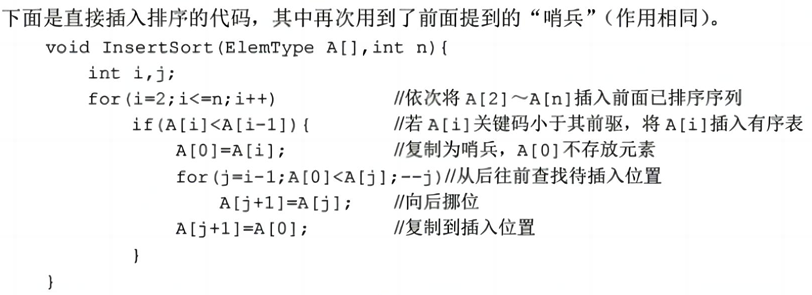 下面是直接插入排序的代码，其中再次用到了前面提到的“哨兵”（作用相同）。
void InsertSort(ElemType A[],int n){
int i,j;
for(i=2;i<=n;i++) //依次将 A[2]～A[n]插入前面已排序序列
if(A[i]<A[i-1]){ //若 A[i]关键码小于其前驱，将 A[i]插入有序表
A[0]=A[i]; //复制为哨兵，A[0]不存放元素
for(j=i-1;A[0]<A[j];--j)//从后往前查找待插入位置
A[j+1]=A[j]; //向后挪位
A[j+1]=A[0]; //复制到插入位置
}
}